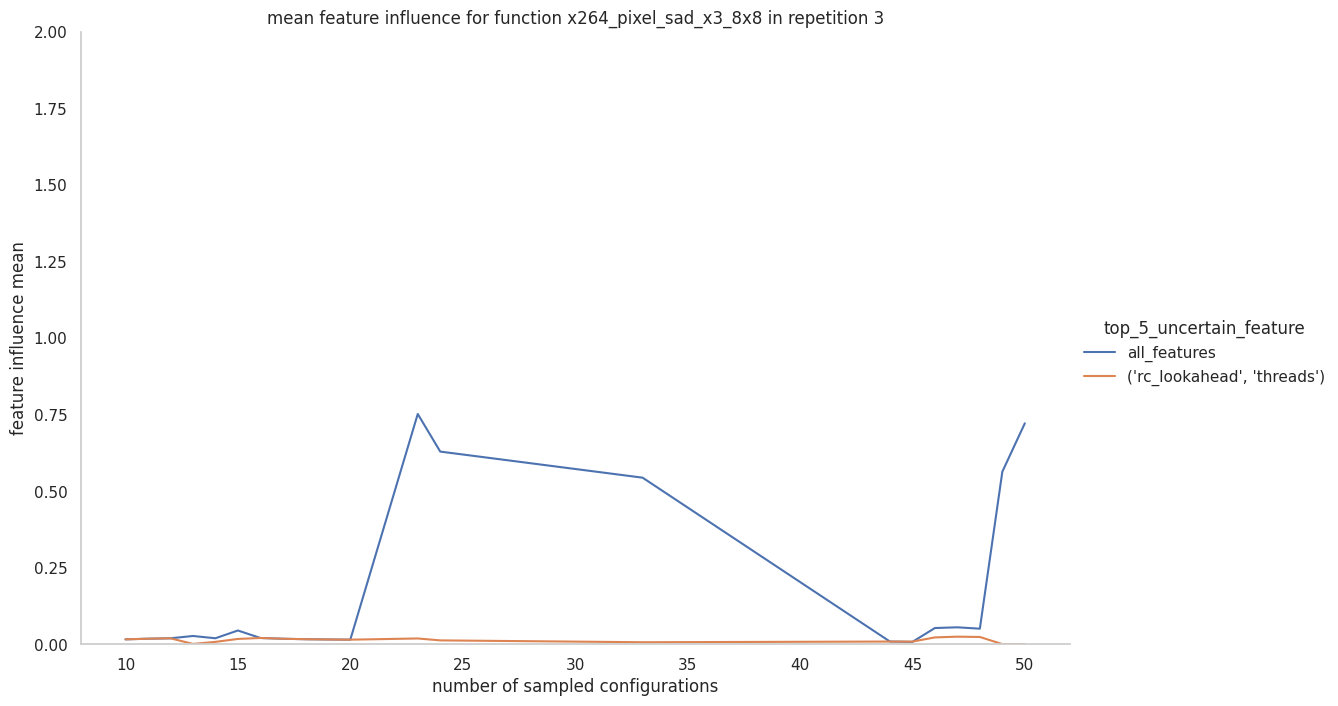 mean feature influence for function x264_pixel_sad_x3_8x8 in repetition 3
2.00
1.75
1.50
1.25
1.00
0.75
0.50
0.25
0.00
feature influence mean
10 15 20 25 30 35 40 45 50
number of sampled configurations
top_5_uncertain_feature
all_features
('rc_lookahead', 'threads')